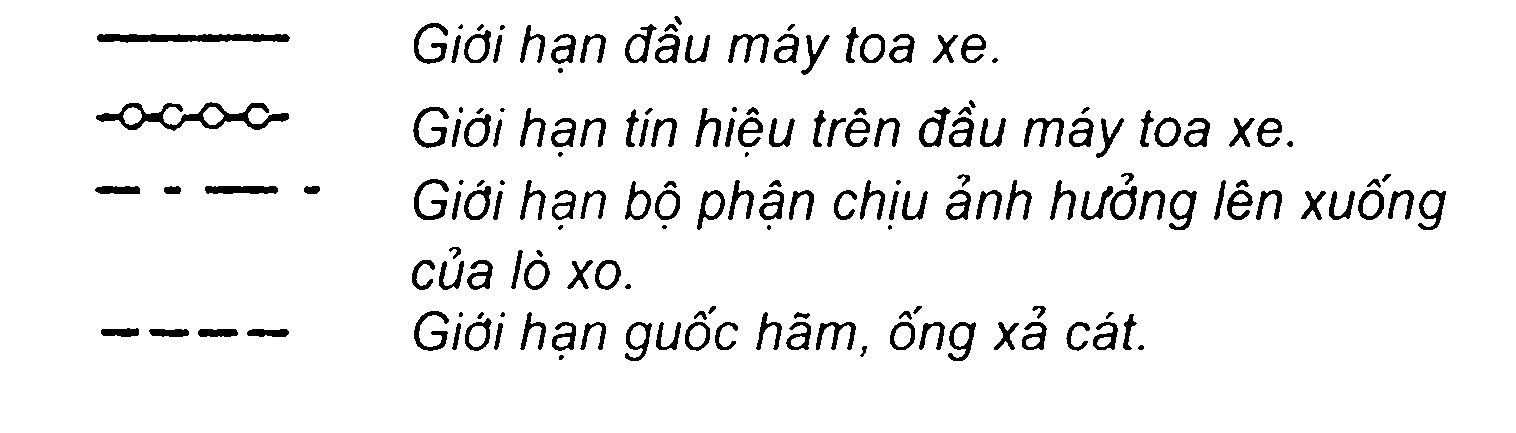 Giới hạn đầu máy toa xe.
Giới hạn tín hiệu trên đầu máy toa xe.
Giới hạn bộ phận chịu ảnh hưởng lên xuống
của lò xo.
Giới hạn guốc hãm, ống xả cát.